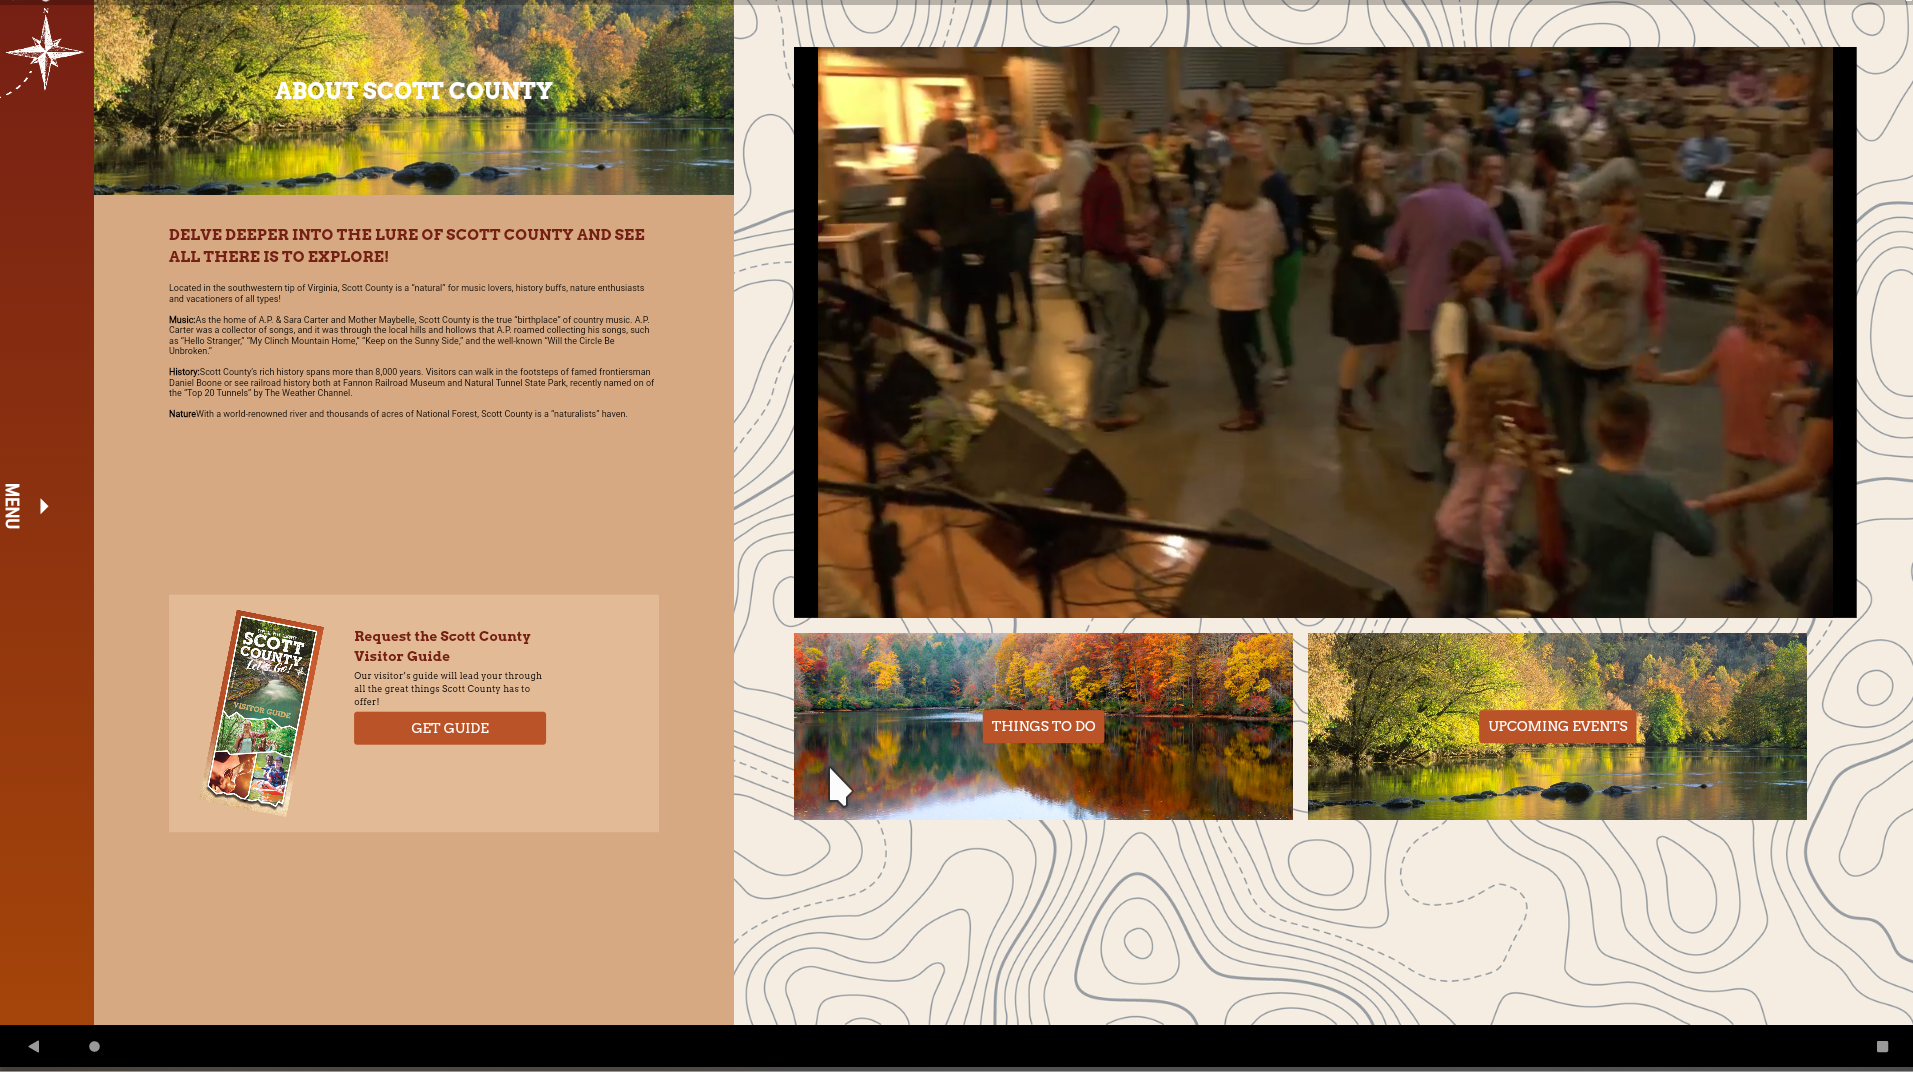 N
ABOUT SCOTT COUNTY
DELVE DEEPER INTO THE LURE OF SCOTT COUNTY AND SEE
ALL THERE IS TO EXPLORE!
Located in the southwestern tip of Virginia, Scott County is a "natural" for music lovers, history buffs, nature enthusiasts
and vacationers of all types!
Music:As the home of A.P. & Sara Carter and Mother Maybelle, Scott County is the true "birthplace" of country music. A.P.
Carter was a collector of songs, and it was through the local hills and hollows that A.P. roamed collecting his songs, such
as "Hello Stranger," "My Clinch Mountain Home," "Keep on the Sunny Side," and the well-known "Will the Circle Be
Unbroken."
History:Scott County's rich history spans more than 8,000 years. Visitors can walk in the footsteps of famed frontiersman
Daniel Boone or see railroad history both at Fannon Railroad Museum and Natural Tunnel State Park, recently named on of
the "Top 20 Tunnels" by The Weather Channel.
NatureWith a world-renowned river and thousands of acres of National Forest, Scott County is a "naturalists" haven.
MENU
SCOTT
COUNTY
Let's Go!
VISITOR GUIDE
Request the Scott County
Visitor Guide
Our visitor's guide will lead your through
all the great things Scott County has to
offer!
GET GUIDE
THINGS TO DO
UPCOMING EVENTS